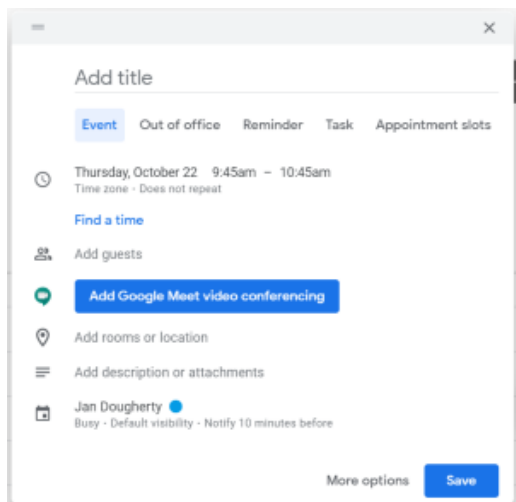 Add title
Event Out of office Reminder Task Appointment slots
Thursday, October 22 9:45am – 10:45am
Time zone - Does not repeat
Find a time
Add guests
Add Google Meet video conferencing
Add rooms or location
Add description or attachments
Jan Dougherty
Busy - Default visibility - Notify 10 minutes before
More options Save